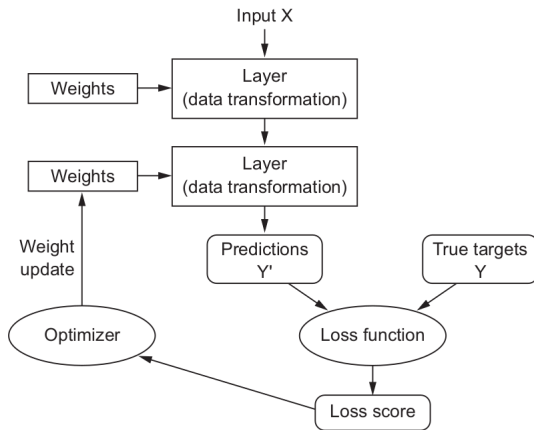 Input X
Weights
Layer
(data transformation)
Weights
Layer
(data transformation)
Weight
update
Predictions
Y'
True targets
Y
Optimizer
Loss function
Loss score